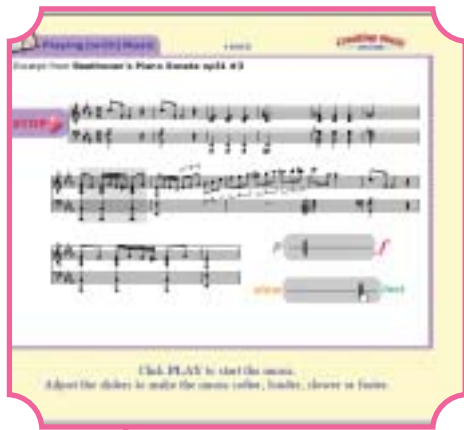 Playing (with) Music
Creating Music
Excerpt from Beethoven's Piano Sonata op31 #3
STOP
p f
slow fast
Click PLAY to start the music.
Adjust the sliders to make the music softer, louder, slower or faster.